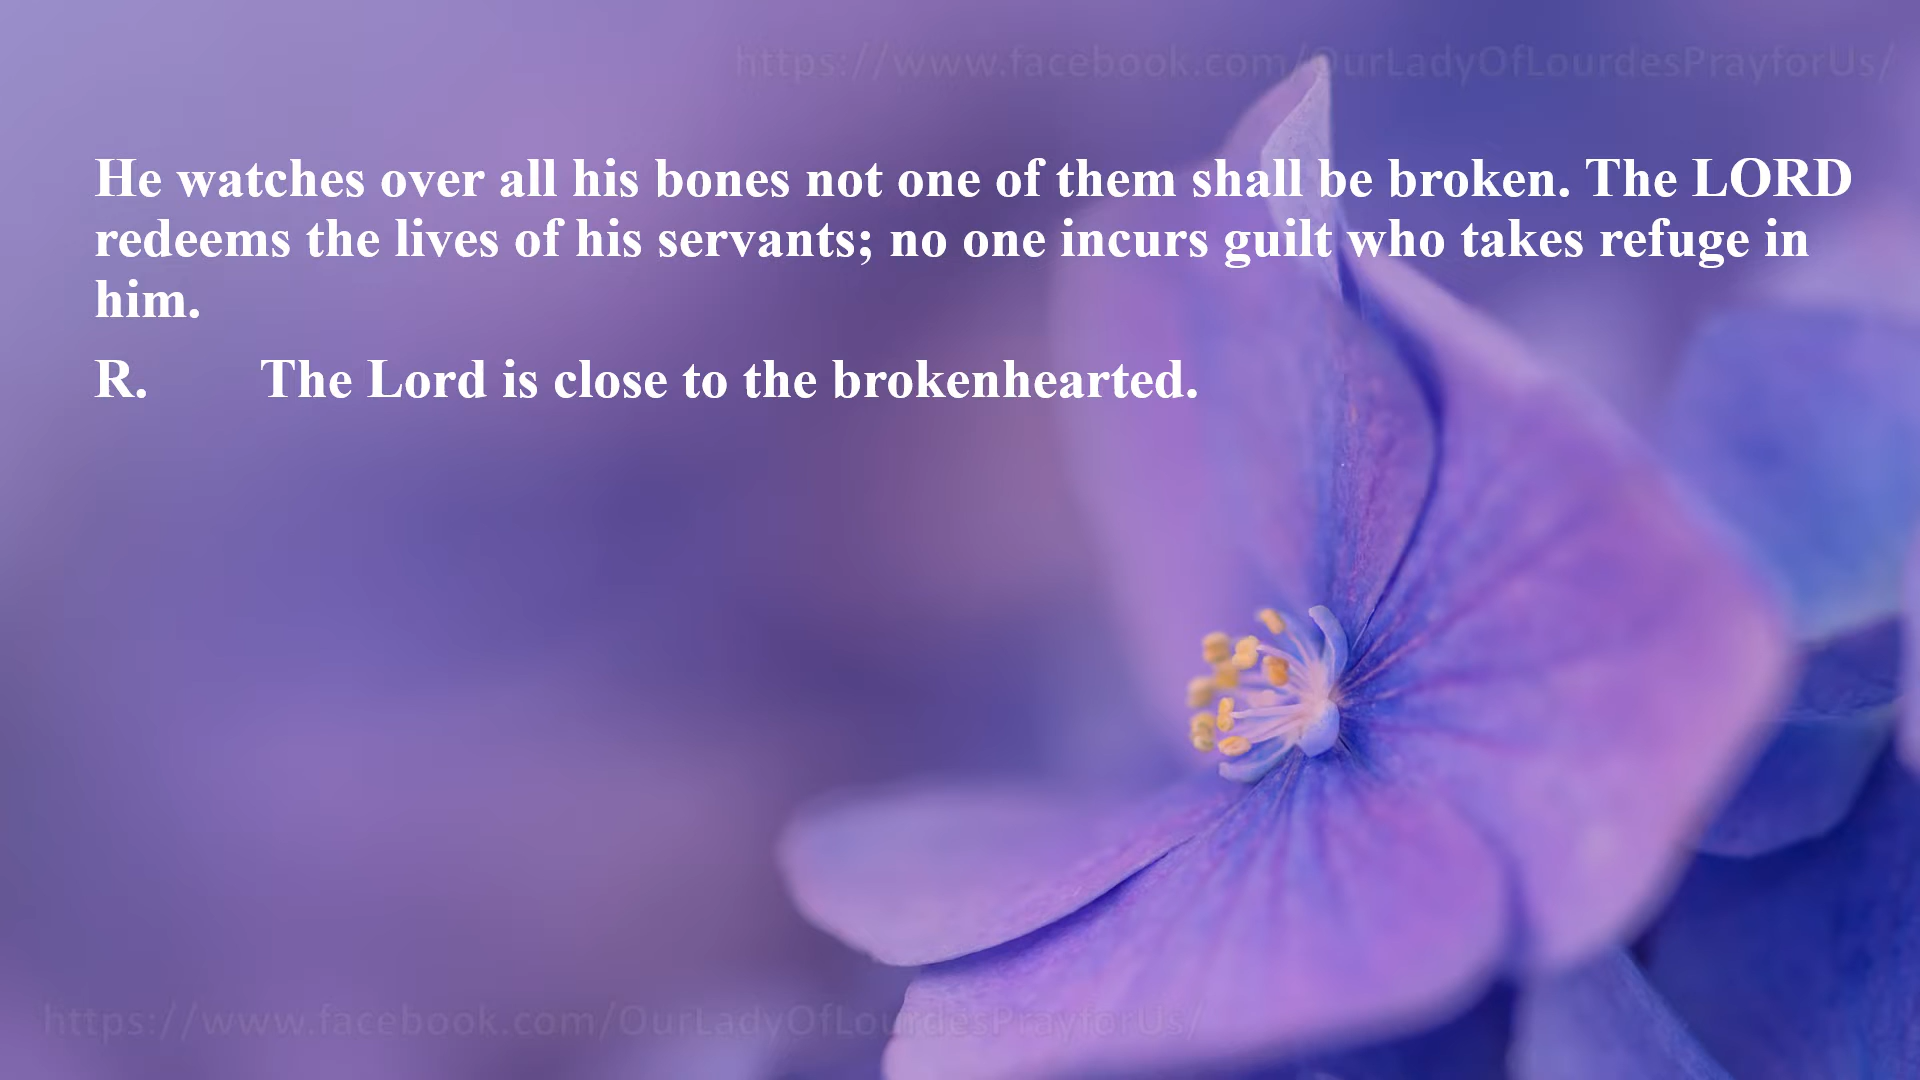 https://www.facebook.com/OurLadyOfLourdesPrayforUs/
He watches over all his bones not one of them shall be broken. The LORD
redeems the lives of his servants; no one incurs guilt who takes refuge in
him.
R. The Lord is close to the brokenhearted.
https://www.facebook.com/OurLadyOfLourdesPrayforUs/